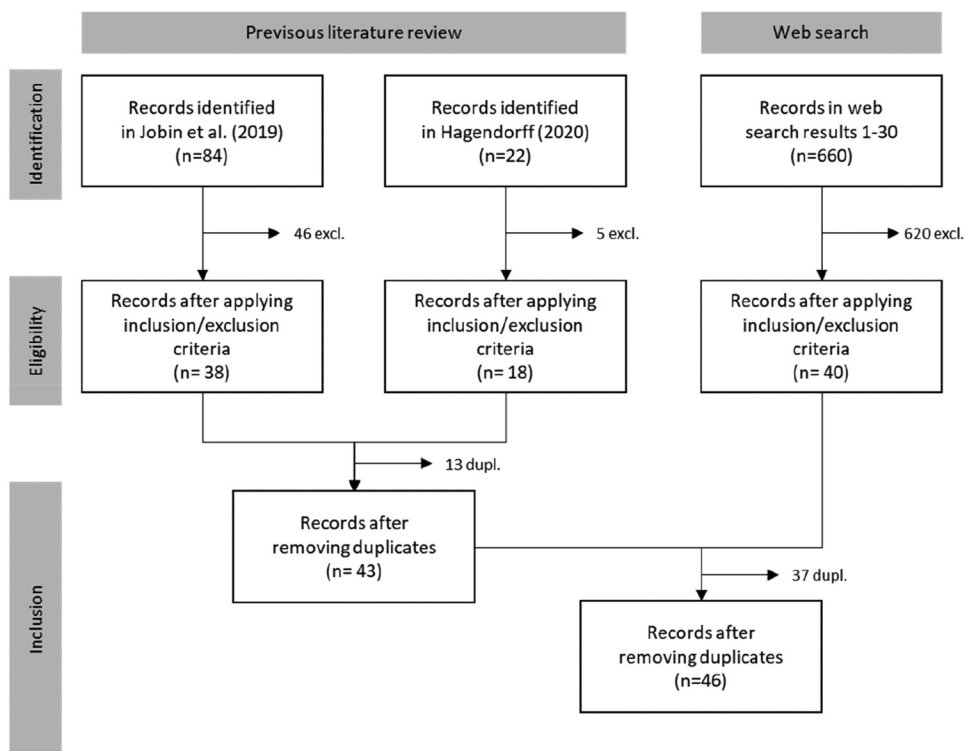 Previsous literature review
Web search
Identification
Records identified
in Jobin et al. (2019)
(n=84)
Records identified
in Hagendorff (2020)
(n=22)
Records in web
search results 1-30
(n=660)
46 excl.
5 excl.
620 excl.
Eligibility
Records after applying
inclusion/exclusion
criteria
(n= 38)
Records after applying
inclusion/exclusion
criteria
(n= 18)
Records after applying
inclusion/exclusion
criteria
(n= 40)
13 dupl.
Inclusion
Records after
removing duplicates
(n= 43)
37 dupl.
Records after
removing duplicates
(n=46)